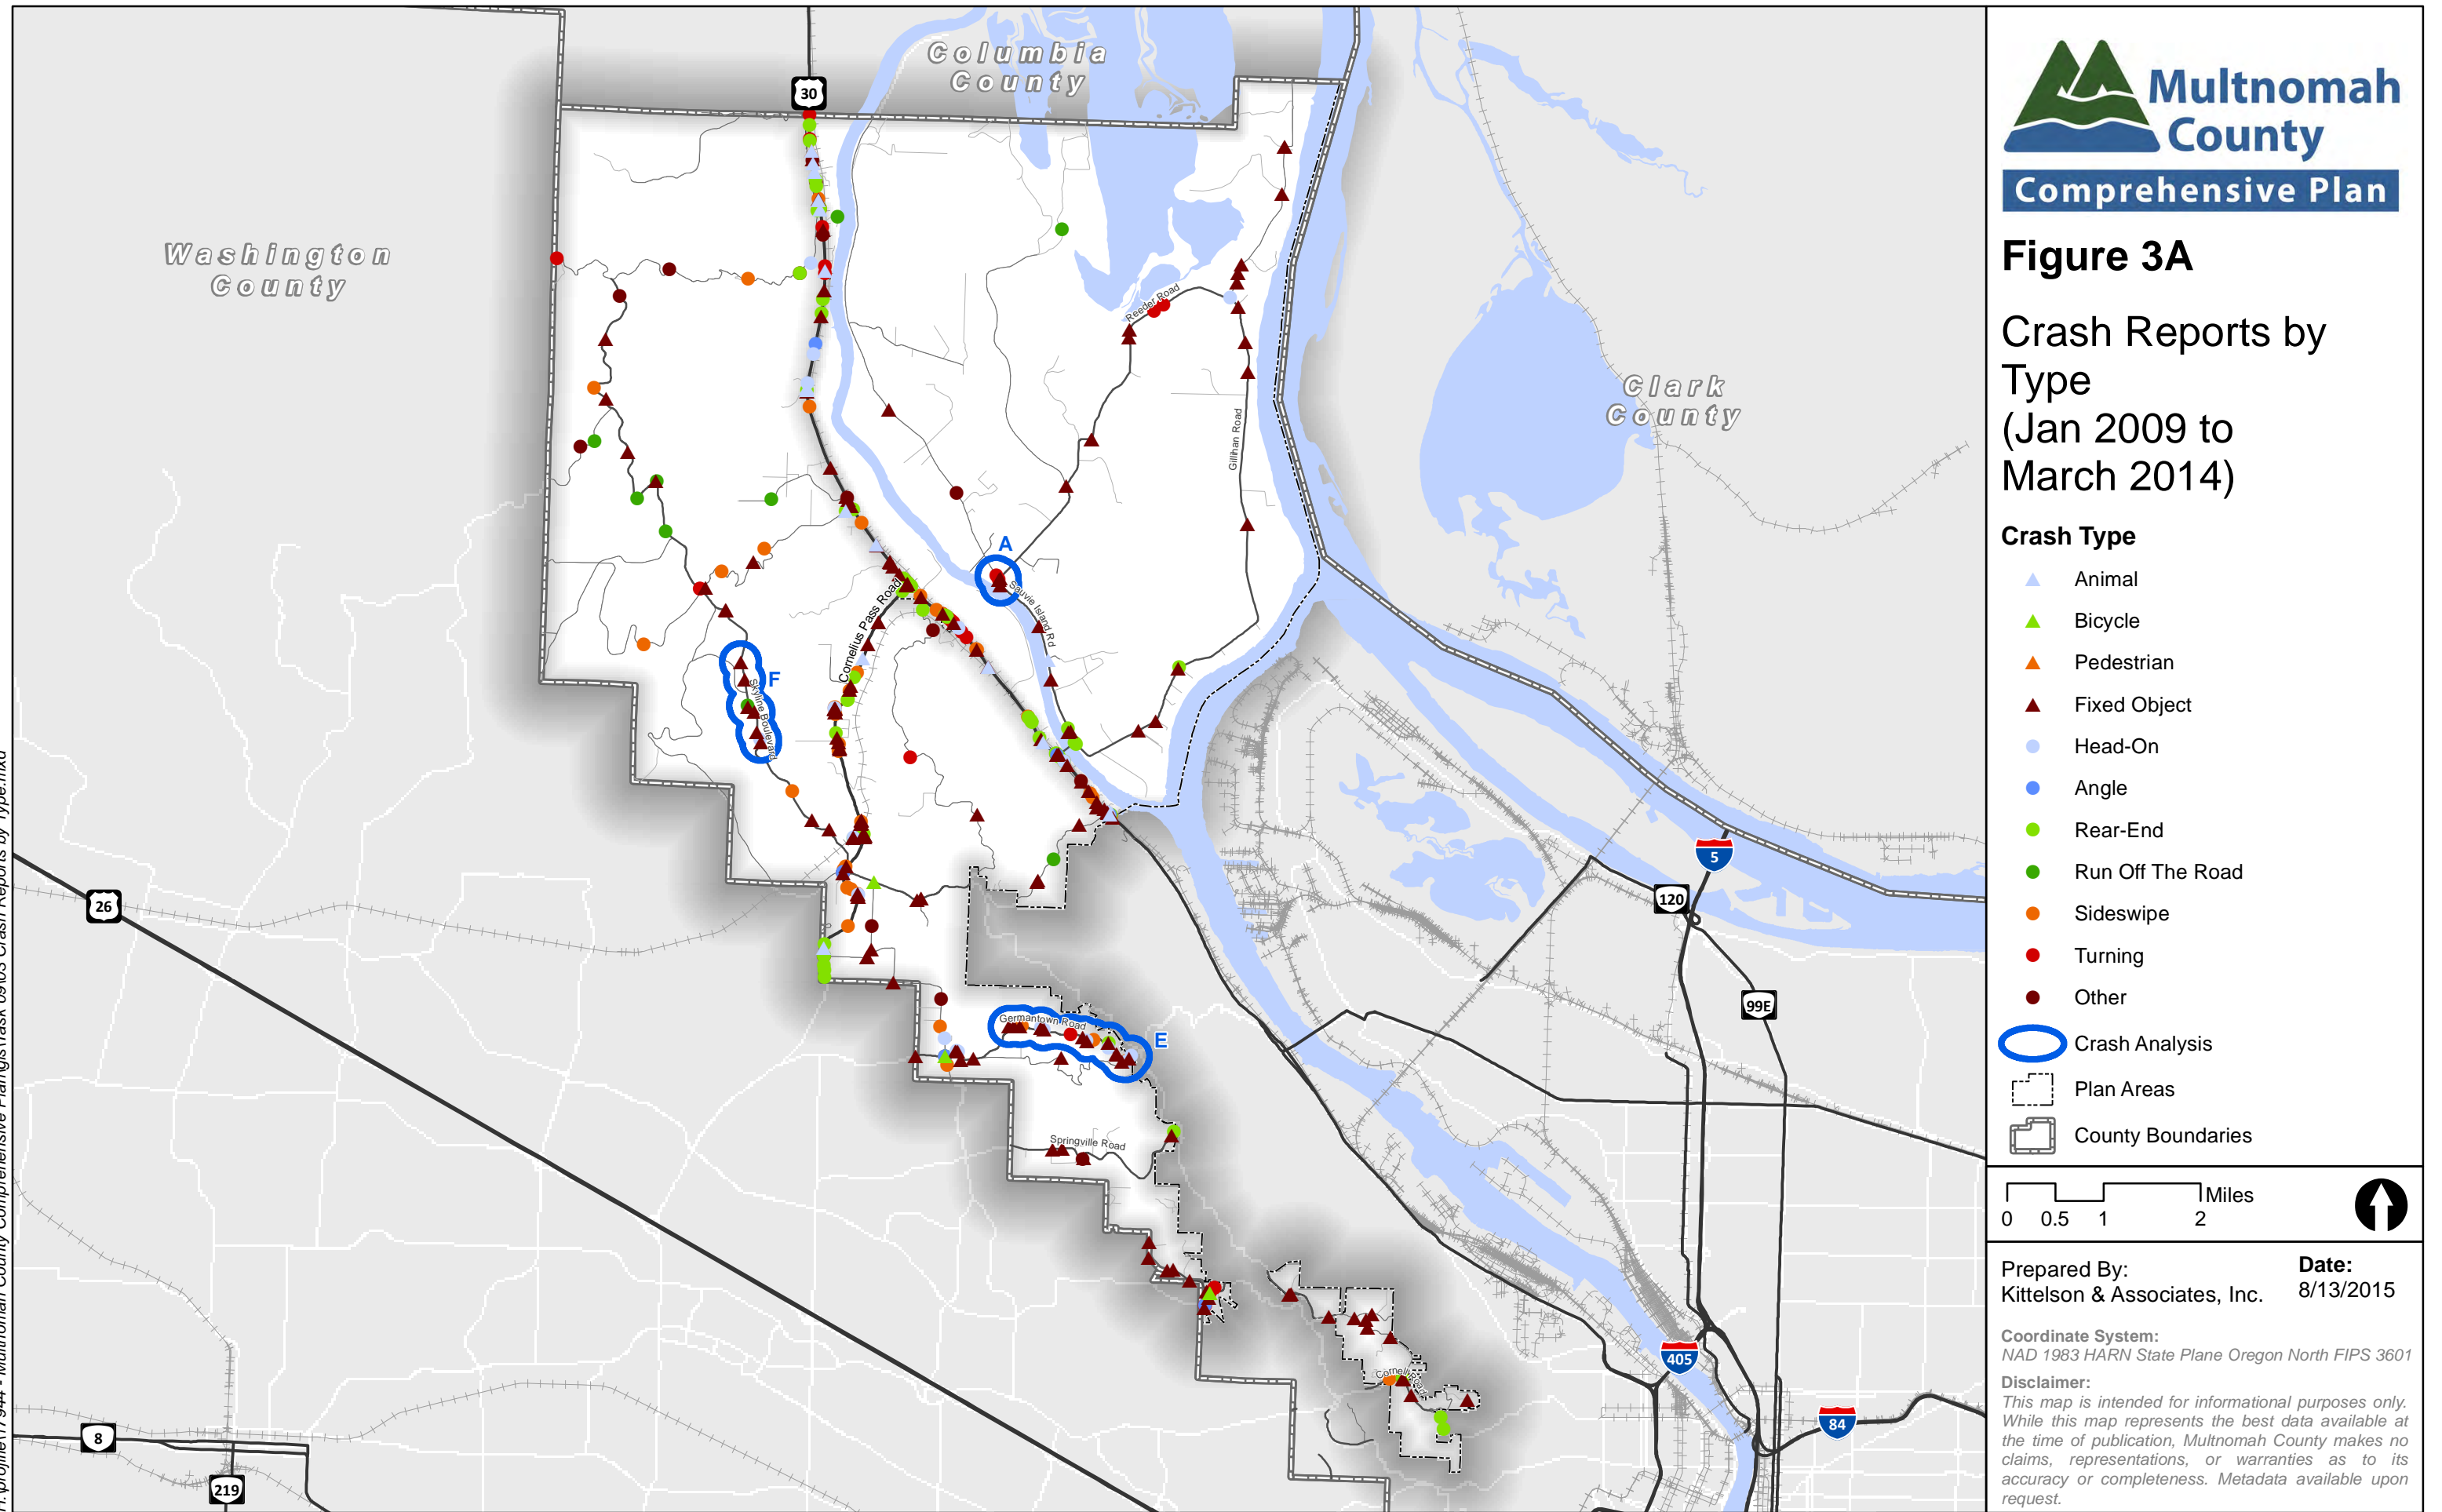 Columbia
County
30
Washington
County
Reeder Road
Clark
County
Gillihan Road
A
Sauvie Island Rd
Cornelius Pass Road
F
Skyline Boulevard
26
5
120
99E
Germantown Road
E
Springville Road
Cornell Road
405
84
8
219
Multnomah
County
Comprehensive Plan
Figure 3A
Crash Reports by
Type
(Jan 2009 to
March 2014)
Crash Type
Animal
Bicycle
Pedestrian
Fixed Object
Head-On
Angle
Rear-End
Run Off The Road
Sideswipe
Turning
Other
Crash Analysis
Plan Areas
County Boundaries
Miles
0 0.5 1 2
Prepared By:
Kittelson & Associates, Inc.
Date:
8/13/2015
Coordinate System:
NAD 1983 HARN State Plane Oregon North FIPS 3601
Disclaimer:
This map is intended for informational purposes only.
While this map represents the best data available at
the time of publication, Multnomah County makes no
claims, representations, or warranties as to its
accuracy or completeness. Metadata available upon
request.